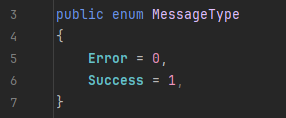 3 public enum MessageType
4 {
5     Error = 0,
6     Success = 1,
7 }